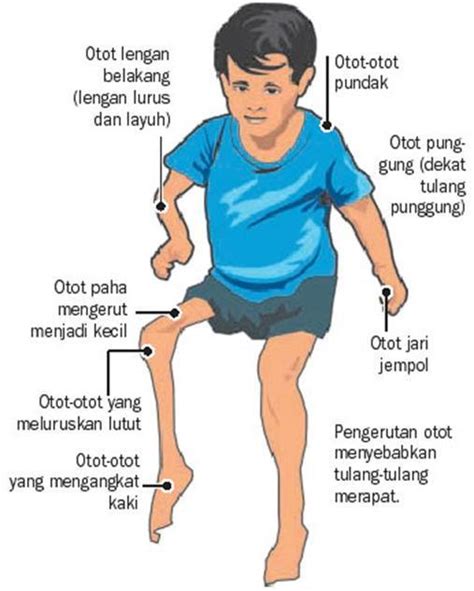 Otot lengan
belakang
(lengan lurus
dan layuh)
Otot-otot
pundak
Otot pung-
gung (dekat
tulang
punggung)
Otot paha
mengerut
menjadi kecil
Otot jari
jempol
Otot-otot yang
meluruskan lutut
Otot-otot
yang mengangkat
kaki
Pengerutan otot
menyebabkan
tulang-tulang
merapat.